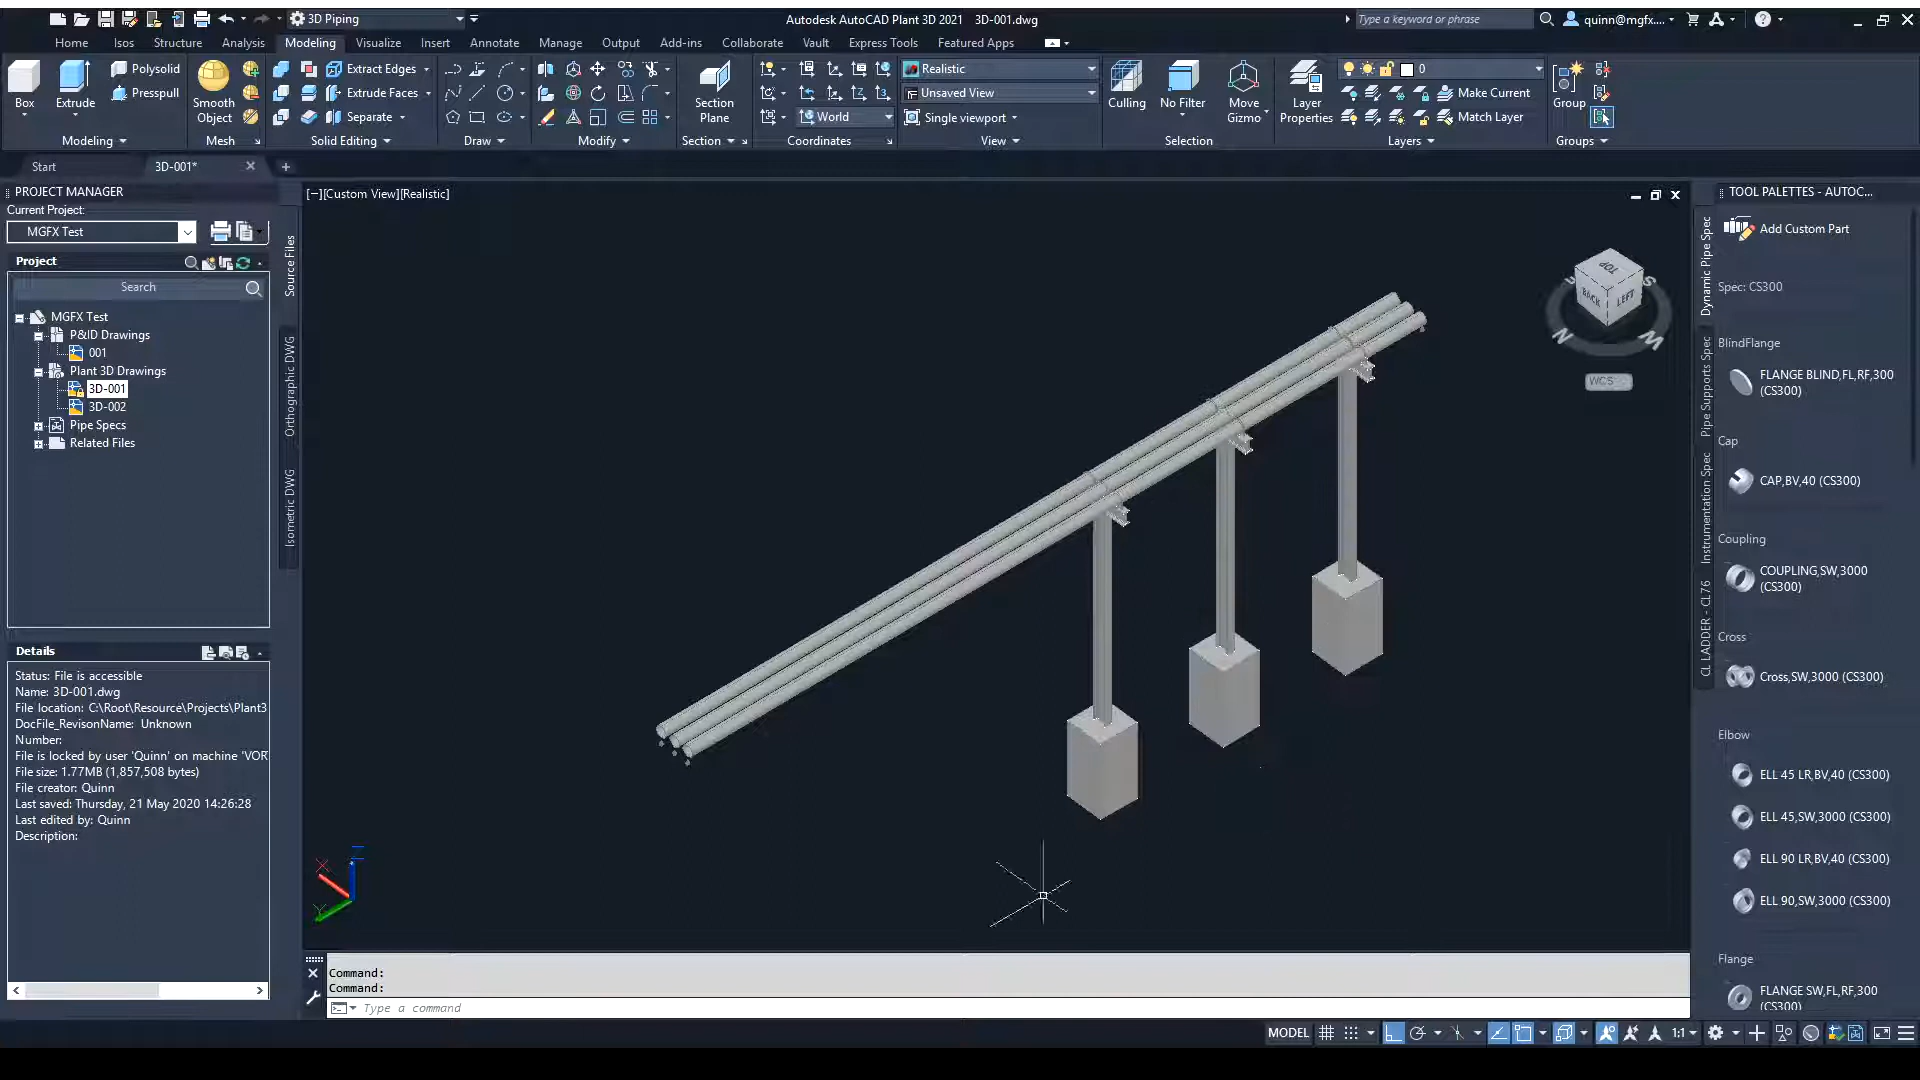 3D Piping
Autodesk AutoCAD Plant 3D 2021 3D-001.dwg
Type a keyword or phrase
quinn@mgfx....
Home Isos Structure Analysis Modeling Visualize Insert Annotate Manage Output Add-ins Collaborate Vault Express Tools Featured Apps
Box
Extrude
Polysolid
Presspull
Modeling
Smooth
Object
Mesh
Extract Edges
Extrude Faces
Separate
Solid Editing
Draw
Modify
Section
Plane
Section
World
Coordinates
Realistic
Unsaved View
Single viewport
View
Culling
No Filter
Move
Gizmo
Selection
Layer
Properties
0
Make Current
Match Layer
Layers
Group
Groups
Start
3D-001*
PROJECT MANAGER
Current Project:
MGFX Test
Project
Search
MGFX Test
P&ID Drawings
001
Plant 3D Drawings
3D-001
3D-002
Pipe Specs
Related Files
Source Files
Orthographic DWG
Isometric DWG
Details
Status: File is accessible
Name: 3D-001.dwg
File location: C:\Root\Resource\Projects\Plant3
DocFile_RevisonName: Unknown
Number:
File is locked by user 'Quinn' on machine 'VOR
File size: 1.77MB (1,857,508 bytes)
File creator: Quinn
Last saved: Thursday, 21 May 2020 14:26:28
Last edited by: Quinn
Description:
[−][Custom View][Realistic]
TOP
BACK
LEFT
S
N
WCS
X
Y
Z
Command:
Command:
Type a command
TOOL PALETTES - AUTOC...
Dynamic Pipe Spec
Pipe Supports Spec
Instrumentation Spec
CL LADDER - CL76
Add Custom Part
Spec: CS300
BlindFlange
FLANGE BLIND,FL,RF,300
(CS300)
Cap
CAP,BV,40 (CS300)
Coupling
COUPLING,SW,3000
(CS300)
Cross
Cross,SW,3000 (CS300)
Elbow
ELL 45 LR,BV,40 (CS300)
ELL 45,SW,3000 (CS300)
ELL 90 LR,BV,40 (CS300)
ELL 90,SW,3000 (CS300)
Flange
FLANGE SW,FL,RF,300
(CS300)
MODEL
1:1